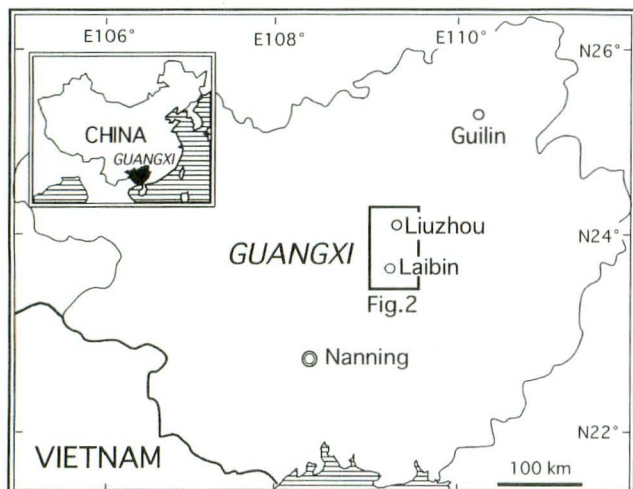 E106° E108° E110°
N26°
CHINA
GUANGXI
Guilin
Liuzhou
N24°
GUANGXI
Laibin
Fig.2
Nanning
N22°
VIETNAM
100 km